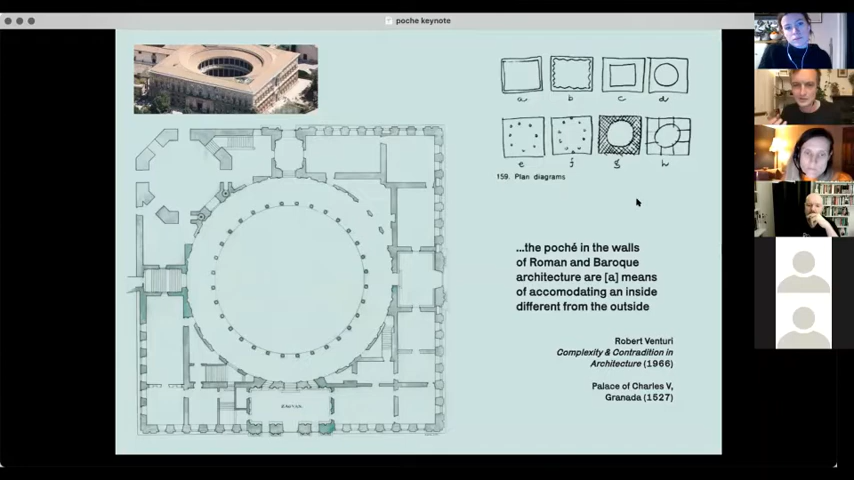 poche keynote
a b c d
e f g h
159. Plan diagrams
...the poché in the walls
of Roman and Baroque
architecture are [a] means
of accomodating an inside
different from the outside
Robert Venturi
Complexity & Contradition in
Architecture (1966)
Palace of Charles V,
Granada (1527)